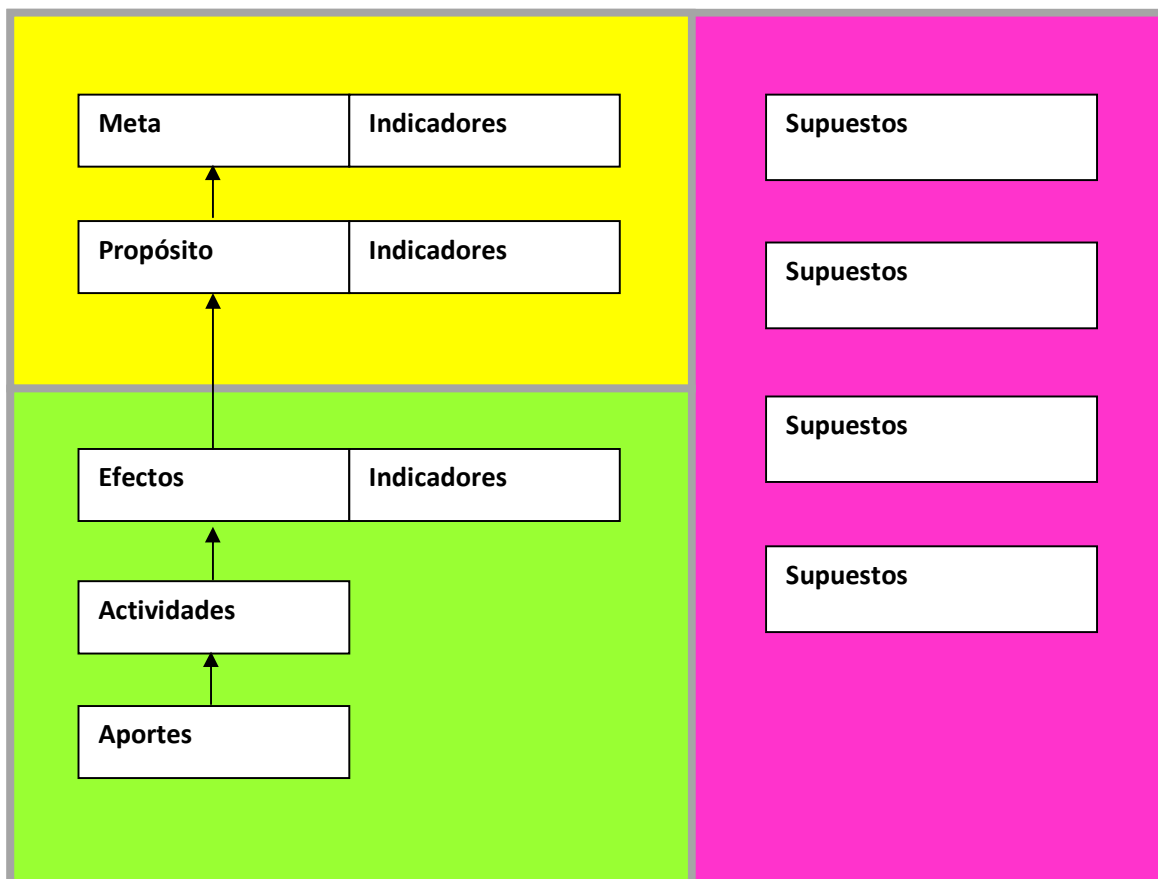 Meta Indicadores
Propósito Indicadores
Efectos Indicadores
Actividades
Aportes
Supuestos
Supuestos
Supuestos
Supuestos